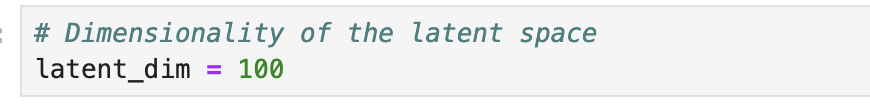 # Dimensionality of the latent space
latent_dim = 100